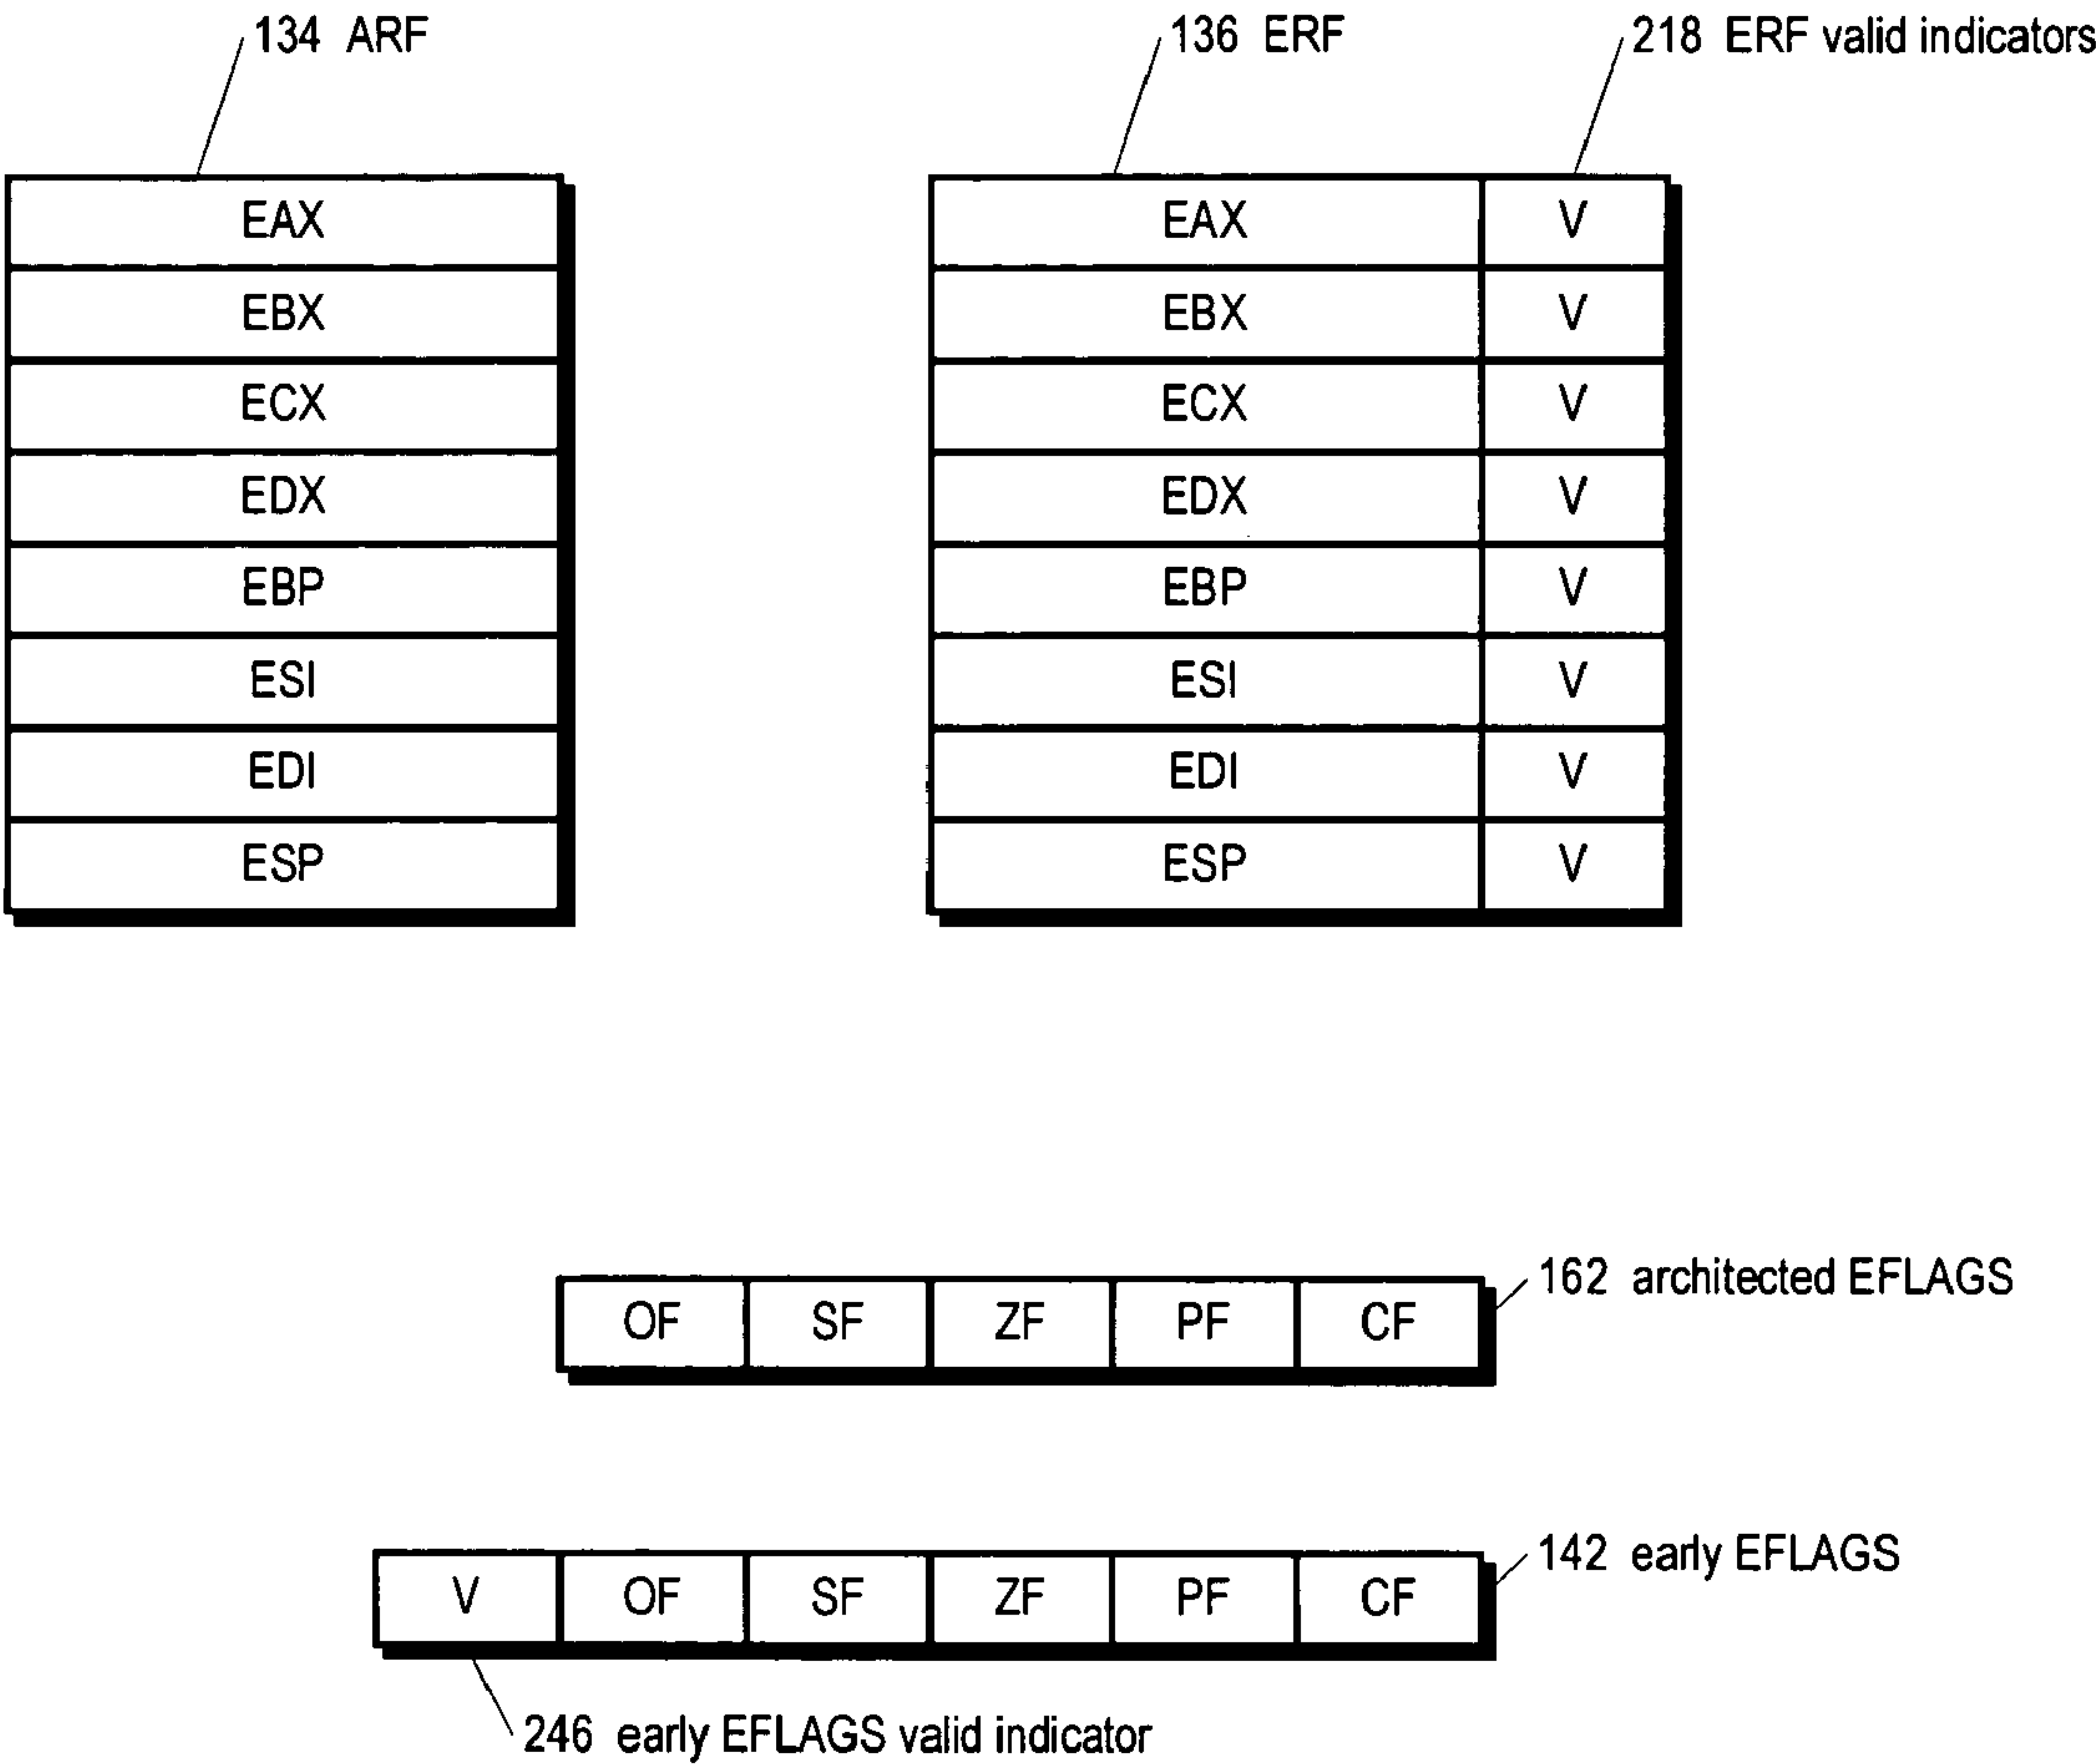 134 ARF
136 ERF
218 ERF valid indicators
EAX
EBX
ECX
EDX
EBP
ESI
EDI
ESP
EAX V
EBX V
ECX V
EDX V
EBP V
ESI V
EDI V
ESP V
162 architected EFLAGS
OF SF ZF PF CF
142 early EFLAGS
V OF SF ZF PF CF
246 early EFLAGS valid indicator